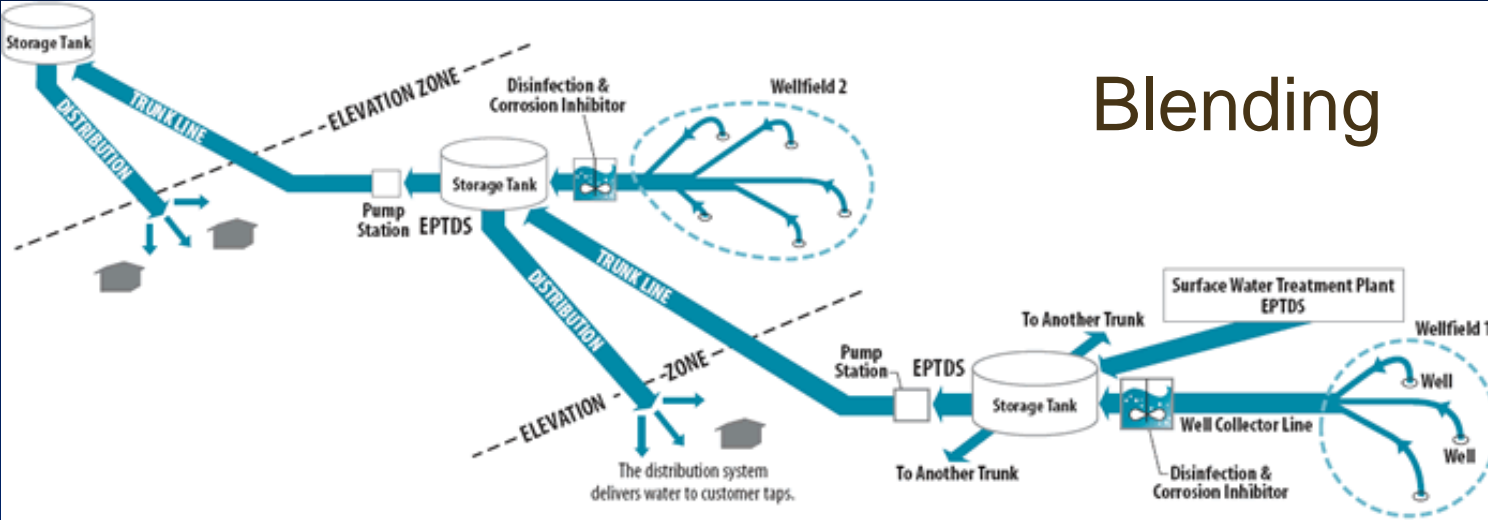 Blending
Storage Tank
DISTRIBUTION
TRUNK LINE
ELEVATION ZONE
Disinfection &
Corrosion Inhibitor
Wellfield 2
Storage Tank
Pump
Station
EPTDS
DISTRIBUTION
TRUNK LINE
ELEVATION
ZONE
The distribution system
delivers water to customer taps.
To Another Trunk
Surface Water Treatment Plant
EPTDS
Wellfield 1
Pump
Station
EPTDS
Storage Tank
Well
Well Collector Line
Well
To Another Trunk
Disinfection &
Corrosion Inhibitor